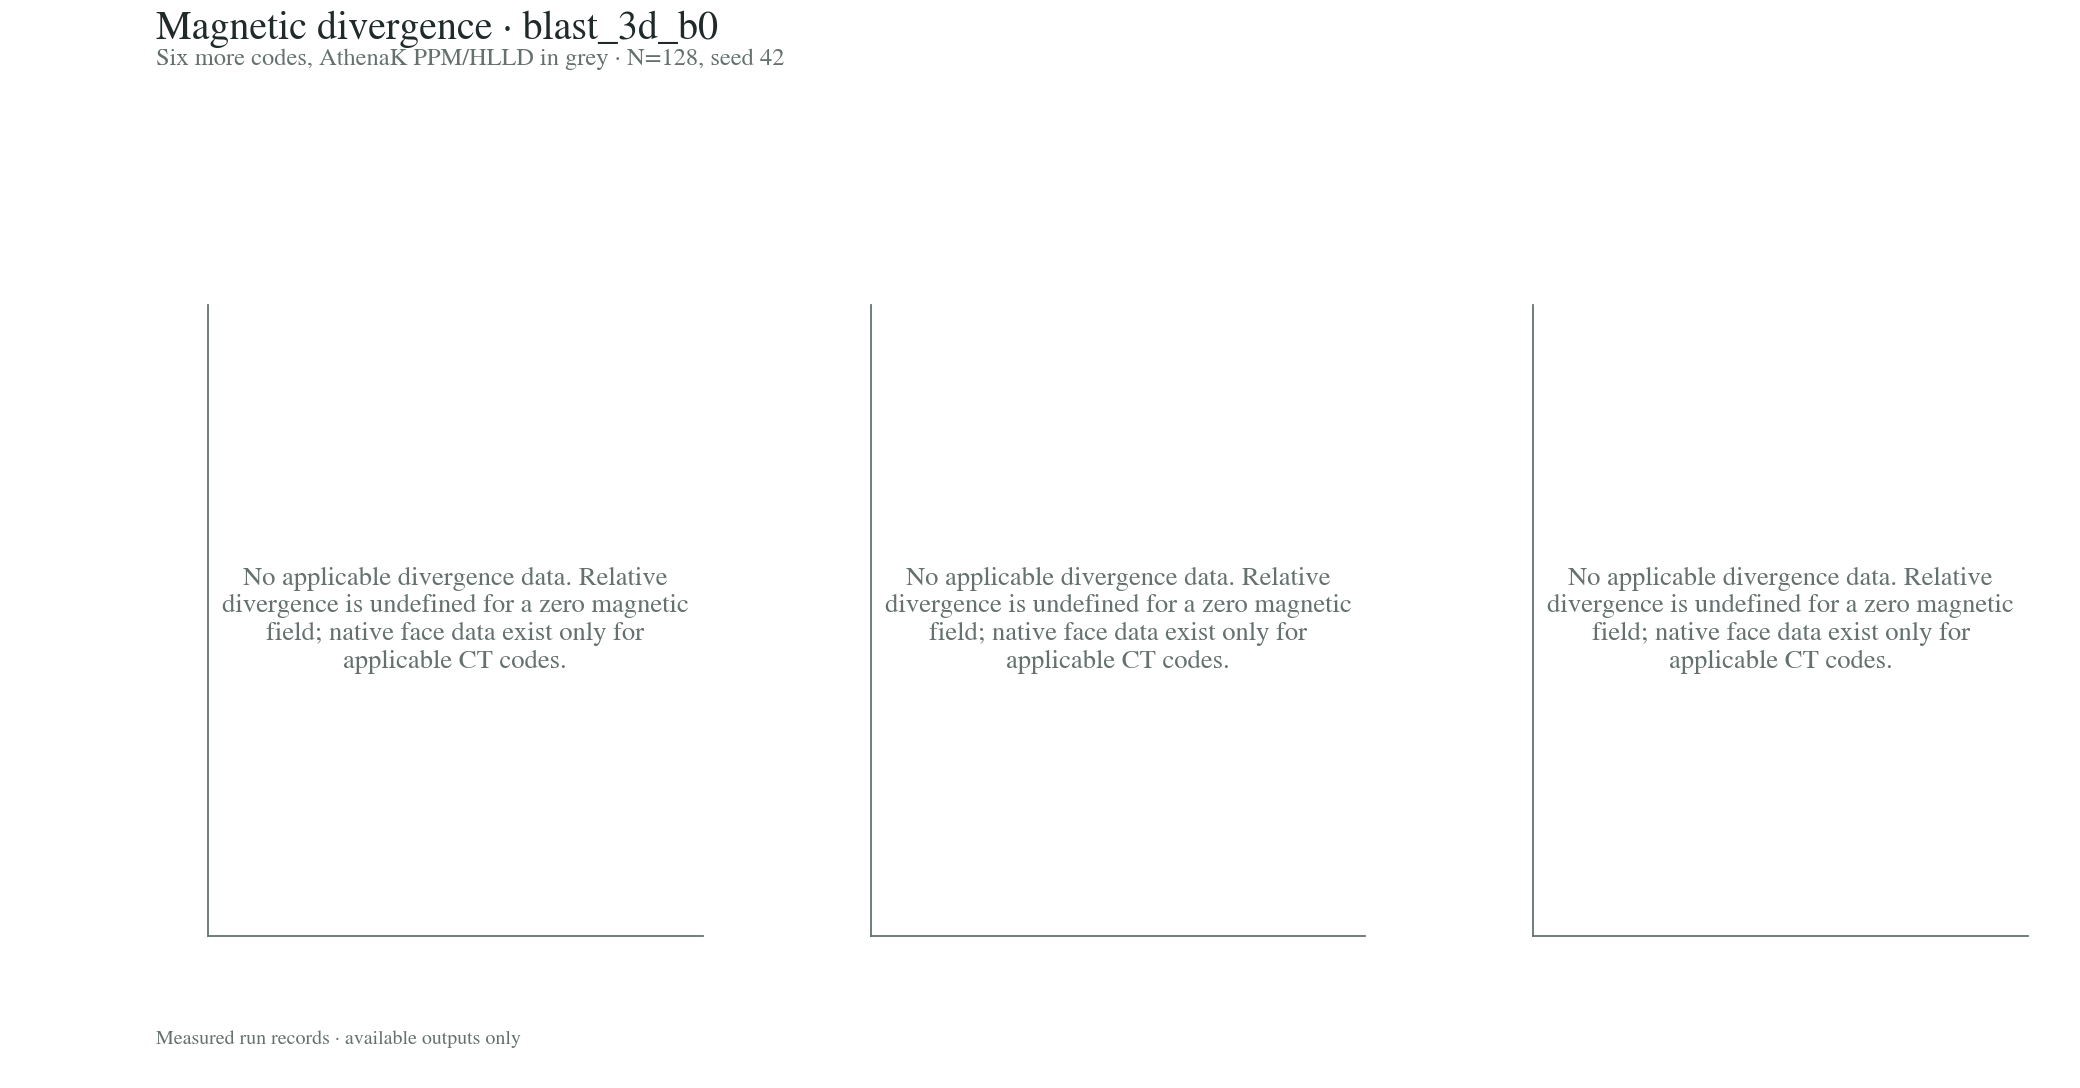 Magnetic divergence · blast_3d_b0
Six more codes, AthenaK PPM/HLLD in grey · N=128, seed 42
No applicable divergence data. Relative
divergence is undefined for a zero magnetic
field; native face data exist only for
applicable CT codes.
No applicable divergence data. Relative
divergence is undefined for a zero magnetic
field; native face data exist only for
applicable CT codes.
No applicable divergence data. Relative
divergence is undefined for a zero magnetic
field; native face data exist only for
applicable CT codes.
Measured run records · available outputs only